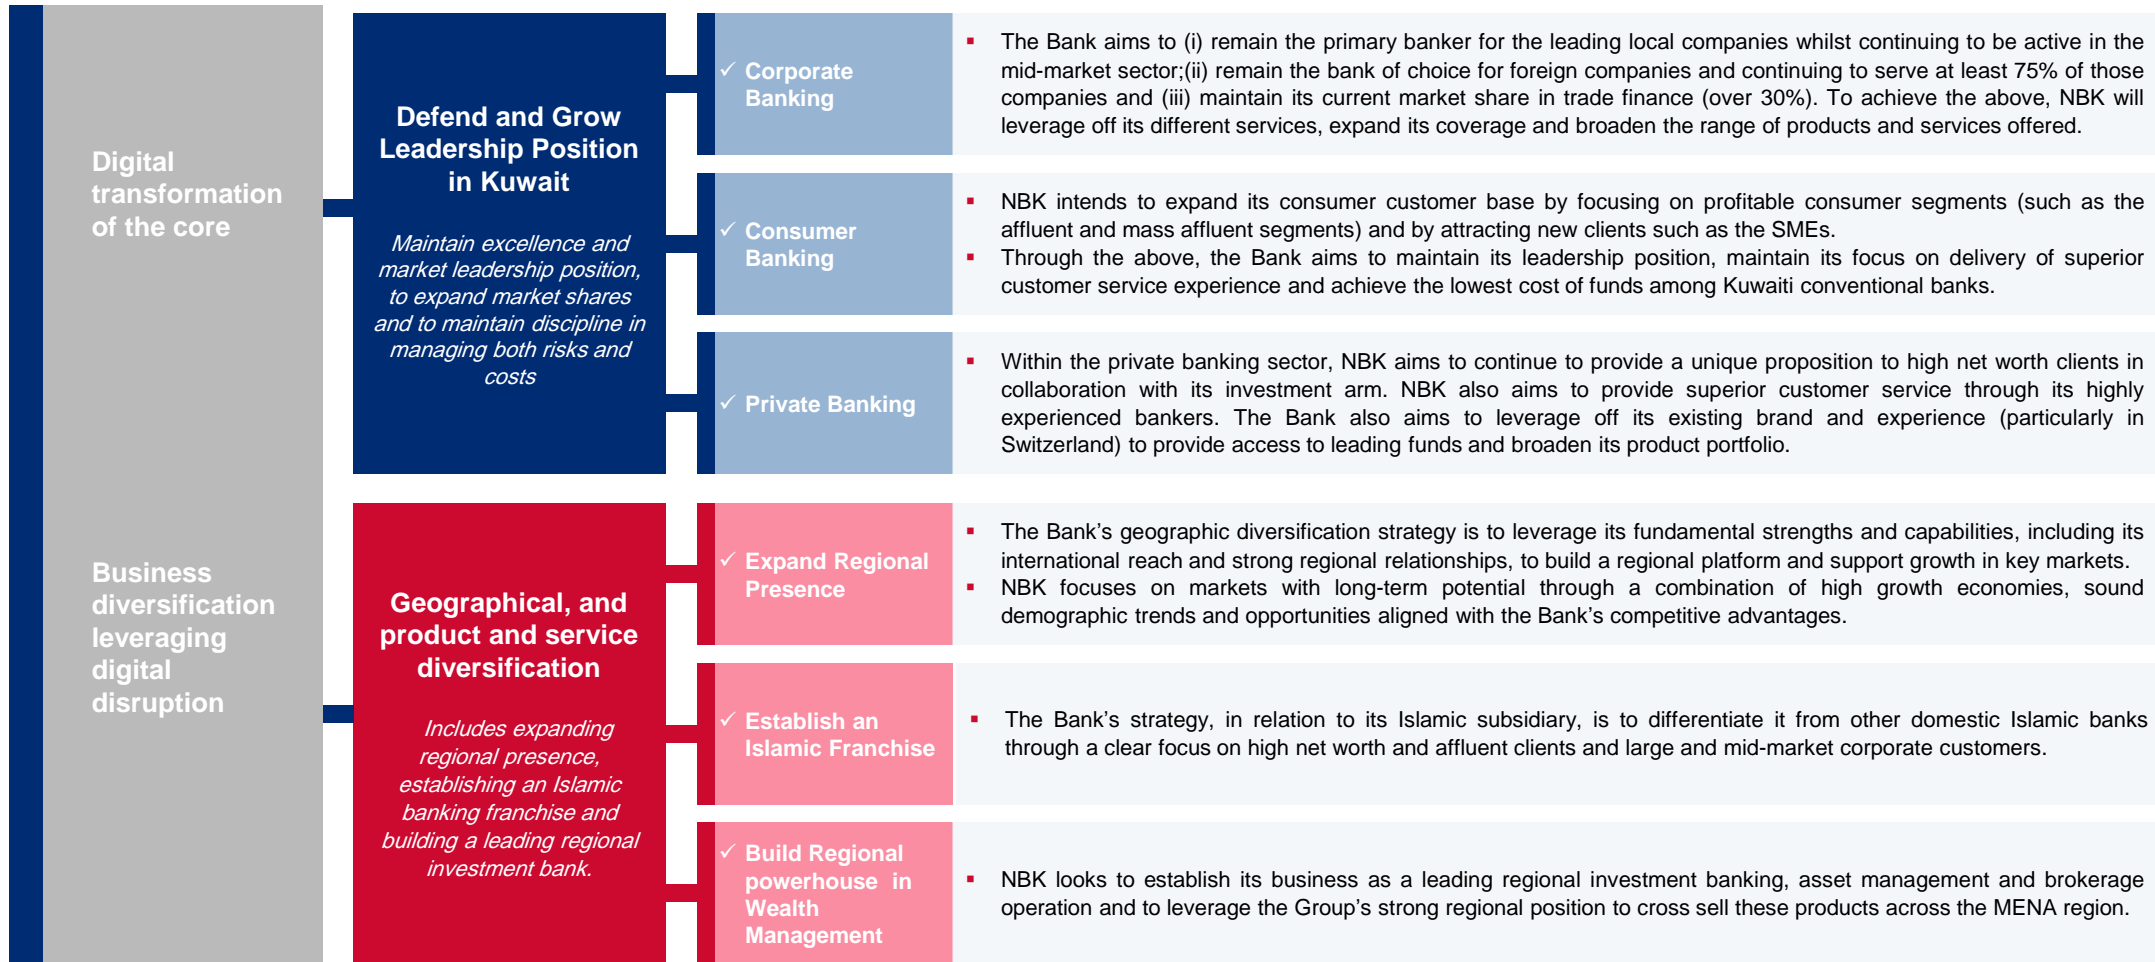 Digital
transformation
of the core
Business
diversification
leveraging
digital
disruption
Defend and Grow
Leadership Position
in Kuwait
Maintain excellence and
market leadership position,
to expand market shares
and to maintain discipline in
managing both risks and
costs
✓ Corporate
Banking
▪ The Bank aims to (i) remain the primary banker for the leading local companies whilst continuing to be active in the
mid-market sector;(ii) remain the bank of choice for foreign companies and continuing to serve at least 75% of those
companies and (iii) maintain its current market share in trade finance (over 30%). To achieve the above, NBK will
leverage off its different services, expand its coverage and broaden the range of products and services offered.
✓ Consumer
Banking
▪ NBK intends to expand its consumer customer base by focusing on profitable consumer segments (such as the
affluent and mass affluent segments) and by attracting new clients such as the SMEs.
▪ Through the above, the Bank aims to maintain its leadership position, maintain its focus on delivery of superior
customer service experience and achieve the lowest cost of funds among Kuwaiti conventional banks.
✓ Private Banking
▪ Within the private banking sector, NBK aims to continue to provide a unique proposition to high net worth clients in
collaboration with its investment arm. NBK also aims to provide superior customer service through its highly
experienced bankers. The Bank also aims to leverage off its existing brand and experience (particularly in
Switzerland) to provide access to leading funds and broaden its product portfolio.
Geographical, and
product and service
diversification
Includes expanding
regional presence,
establishing an Islamic
banking franchise and
building a leading regional
investment bank.
✓ Expand Regional
Presence
▪ The Bank's geographic diversification strategy is to leverage its fundamental strengths and capabilities, including its
international reach and strong regional relationships, to build a regional platform and support growth in key markets.
▪ NBK focuses on markets with long-term potential through a combination of high growth economies, sound
demographic trends and opportunities aligned with the Bank's competitive advantages.
✓ Establish an
Islamic Franchise
▪ The Bank's strategy, in relation to its Islamic subsidiary, is to differentiate it from other domestic Islamic banks
through a clear focus on high net worth and affluent clients and large and mid-market corporate customers.
✓ Build Regional
powerhouse in
Wealth
Management
▪ NBK looks to establish its business as a leading regional investment banking, asset management and brokerage
operation and to leverage the Group's strong regional position to cross sell these products across the MENA region.